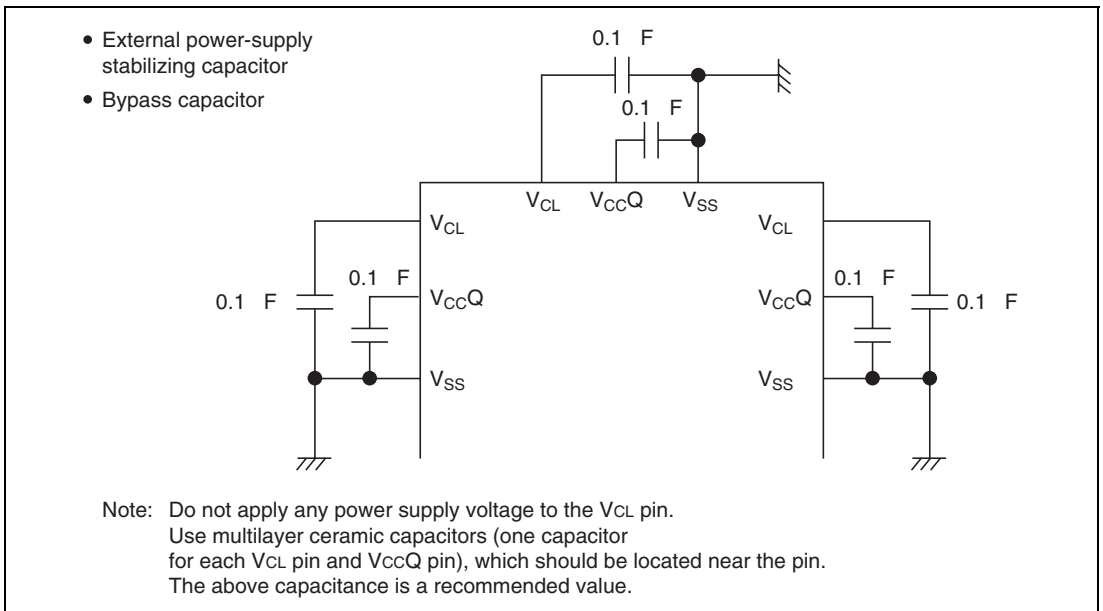 • External power-supply
stabilizing capacitor
• Bypass capacitor
0.1 F
0.1 F
VCL VCCQ VSS
VCL
VCL
0.1 F
0.1 F
0.1 F
VCCQ
VCCQ
0.1 F
VSS
VSS
Note: Do not apply any power supply voltage to the VCL pin.
Use multilayer ceramic capacitors (one capacitor
for each VCL pin and VCCQ pin), which should be located near the pin.
The above capacitance is a recommended value.